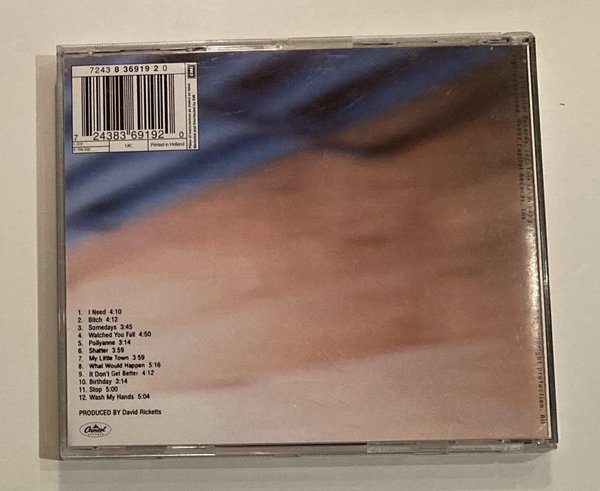 7243 8 36919 2 0
EMI
7 24383 69192 0
UK
Printed in Holland
1. I Need 4:10
2. Bitch 4:12
3. Somedays 3:45
4. Watched You Fall 4:50
5. Pollyanne 3:14
6. Shatter 3:59
7. My Little Town 3:59
8. What Would Happen 5:16
9. It Don't Get Better 4:12
10. Birthday 3:14
11. Stop 5:00
12. Wash My Hands 5:04
PRODUCED BY David Ricketts
Capitol